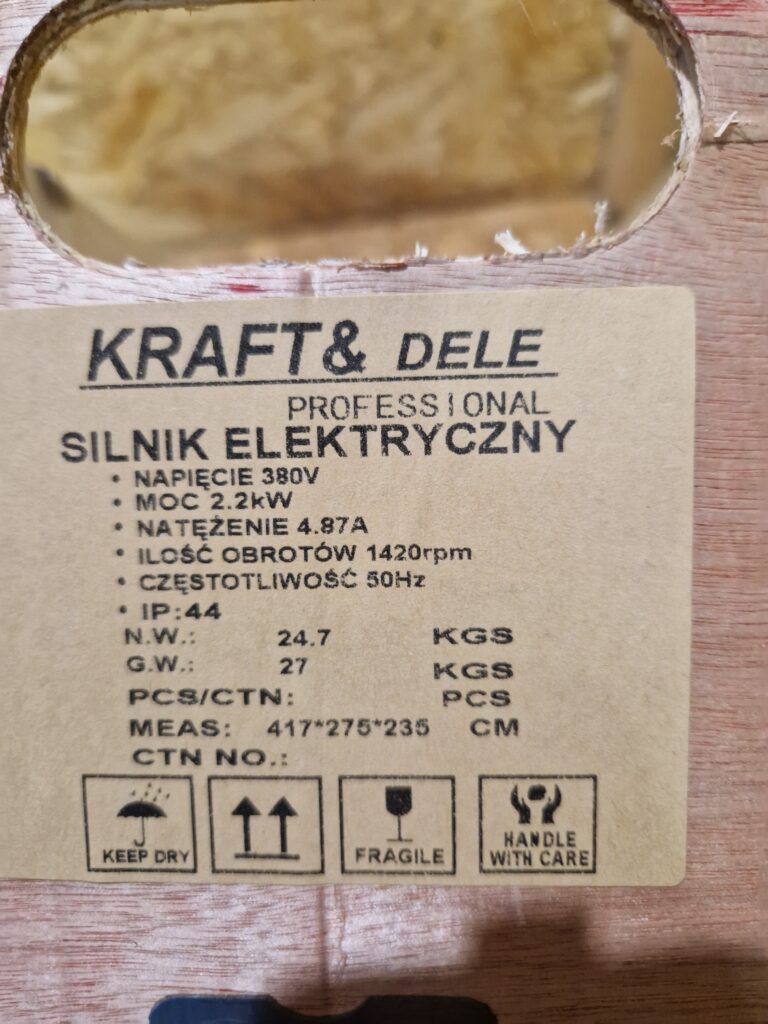 KRAFT& DELE
PROFESSIONAL
SILNIK ELEKTRYCZNY
• NAPIĘCIE 380V
• MOC 2.2kW
• NATĘŻENIE 4.87A
• ILOŚĆ OBROTÓW 1420rpm
• CZĘSTOTLIWOŚĆ 50Hz
• IP:44
N.W.: 24.7 KGS
G.W.: 27 KGS
PCS/CTN: PCS
MEAS: 417*275*235 CM
CTN NO.:
KEEP DRY
FRAGILE
HANDLE
WITH CARE